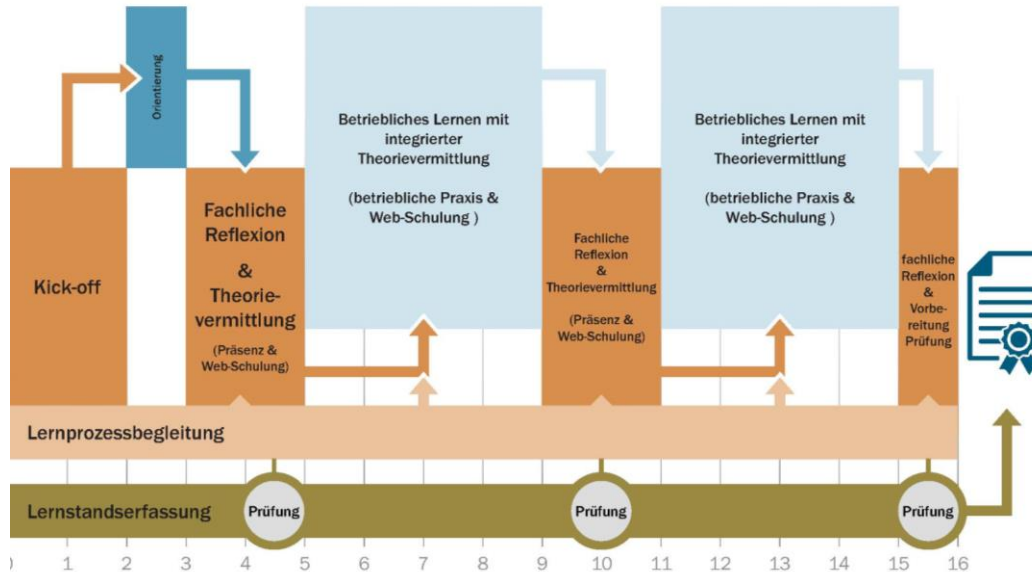 Orientierung
Betriebliches Lernen mit
integrierter
Theorievermittlung
(betriebliche Praxis &
Web-Schulung )
Betriebliches Lernen mit
integrierter
Theorievermittlung
(betriebliche Praxis &
Web-Schulung )
Kick-off
Fachliche
Reflexion
&
Theorie-
vermittlung
(Präsenz &
Web-Schulung)
Fachliche
Reflexion
&
Theorievermittlung
(Präsenz &
Web-Schulung)
fachliche
Reflexion
&
Vorbe-
reitung
Prüfung
Lernprozessbegleitung
Lernstandserfassung
Prüfung
Prüfung
Prüfung
0 1 2 3 4 5 6 7 8 9 10 11 12 13 14 15 16